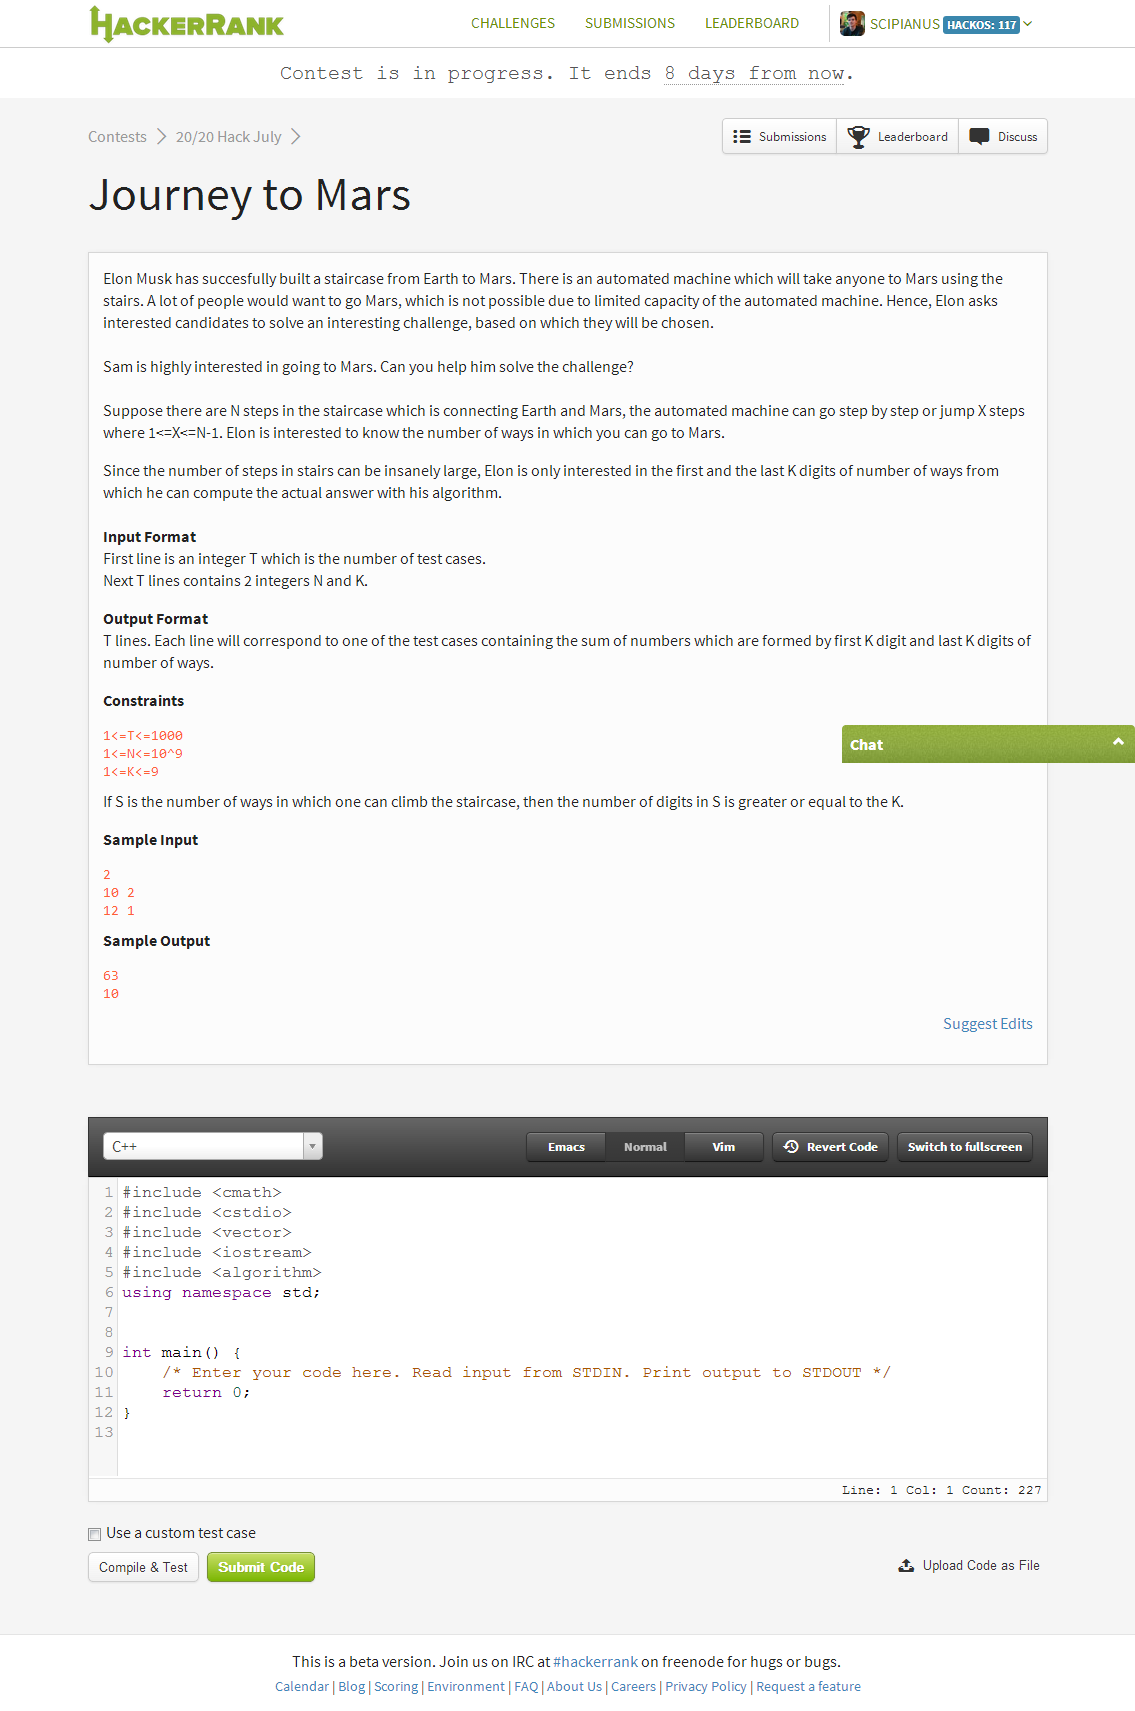 HACKERRANK
CHALLENGES SUBMISSIONS LEADERBOARD SCIPIANUS HACKOS: 117
Contest is in progress. It ends 8 days from now.
Contests 20/20 Hack July
Submissions Leaderboard Discuss
Journey to Mars
Elon Musk has succesfully built a staircase from Earth to Mars. There is an automated machine which will take anyone to Mars using the
stairs. A lot of people would want to go Mars, which is not possible due to limited capacity of the automated machine. Hence, Elon asks
interested candidates to solve an interesting challenge, based on which they will be chosen.
Sam is highly interested in going to Mars. Can you help him solve the challenge?
Suppose there are N steps in the staircase which is connecting Earth and Mars, the automated machine can go step by step or jump X steps
where 1<=X<=N-1. Elon is interested to know the number of ways in which you can go to Mars.
Since the number of steps in stairs can be insanely large, Elon is only interested in the first and the last K digits of number of ways from
which he can compute the actual answer with his algorithm.
Input Format
First line is an integer T which is the number of test cases.
Next T lines contains 2 integers N and K.
Output Format
T lines. Each line will correspond to one of the test cases containing the sum of numbers which are formed by first K digit and last K digits of
number of ways.
Constraints
1<=T<=1000
1<=N<=10^9
1<=K<=9
Chat
If S is the number of ways in which one can climb the staircase, then the number of digits in S is greater or equal to the K.
Sample Input
2
10 2
12 1
Sample Output
63
10
Suggest Edits
C++ Emacs Normal Vim Revert Code Switch to fullscreen
1 #include <cmath>
2 #include <cstdio>
3 #include <vector>
4 #include <iostream>
5 #include <algorithm>
6 using namespace std;
7
8
9 int main() {
10 /* Enter your code here. Read input from STDIN. Print output to STDOUT */
11 return 0;
12 }
13
Line: 1 Col: 1 Count: 227
Use a custom test case
Compile & Test Submit Code Upload Code as File
This is a beta version. Join us on IRC at #hackerrank on freenode for hugs or bugs.
Calendar | Blog | Scoring | Environment | FAQ | About Us | Careers | Privacy Policy | Request a feature